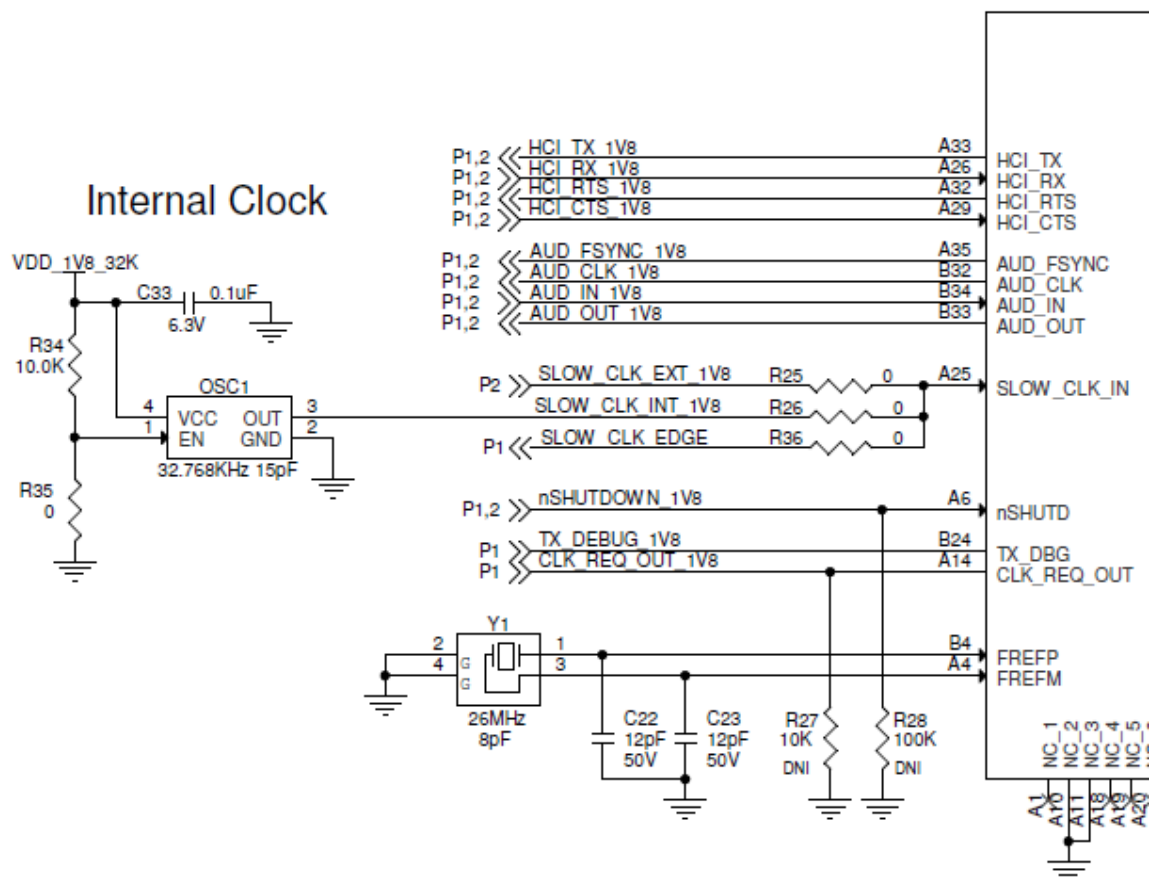 P1,2 HCI_TX_1V8 A33 HCI_TX
P1,2 HCI_RX_1V8 A26 HCI_RX
P1,2 HCI_RTS_1V8 A32 HCI_RTS
P1,2 HCI_CTS_1V8 A29 HCI_CTS
Internal Clock
P1,2 AUD_FSYNC_1V8 A35 AUD_FSYNC
P1,2 AUD_CLK_1V8 B32 AUD_CLK
P1,2 AUD_IN_1V8 B34 AUD_IN
P1,2 AUD_OUT_1V8 B33 AUD_OUT
VDD_1V8_32K
C33 0.1uF
6.3V
R34
10.0K
OSC1
4 VCC OUT 3
1 EN GND 2
32.768KHz 15pF
R35
0
P2 SLOW_CLK_EXT_1V8 R25 0 A25 SLOW_CLK_IN
SLOW_CLK_INT_1V8 R26 0
P1 SLOW_CLK_EDGE R36 0
P1,2 nSHUTDOWN_1V8 A6 nSHUTD
P1 TX_DEBUG_1V8 B24 TX_DBG
P1 CLK_REQ_OUT_1V8 A14 CLK_REQ_OUT
Y1
2 G 1 B4 FREFP
4 G 3 A4 FREFM
26MHz
8pF
C22
12pF
50V
C23
12pF
50V
R27
10K
DNI
R28
100K
DNI
NC_1
NC_2
NC_3
NC_4
NC_5
A1
A10
A11
A18
A19
A20